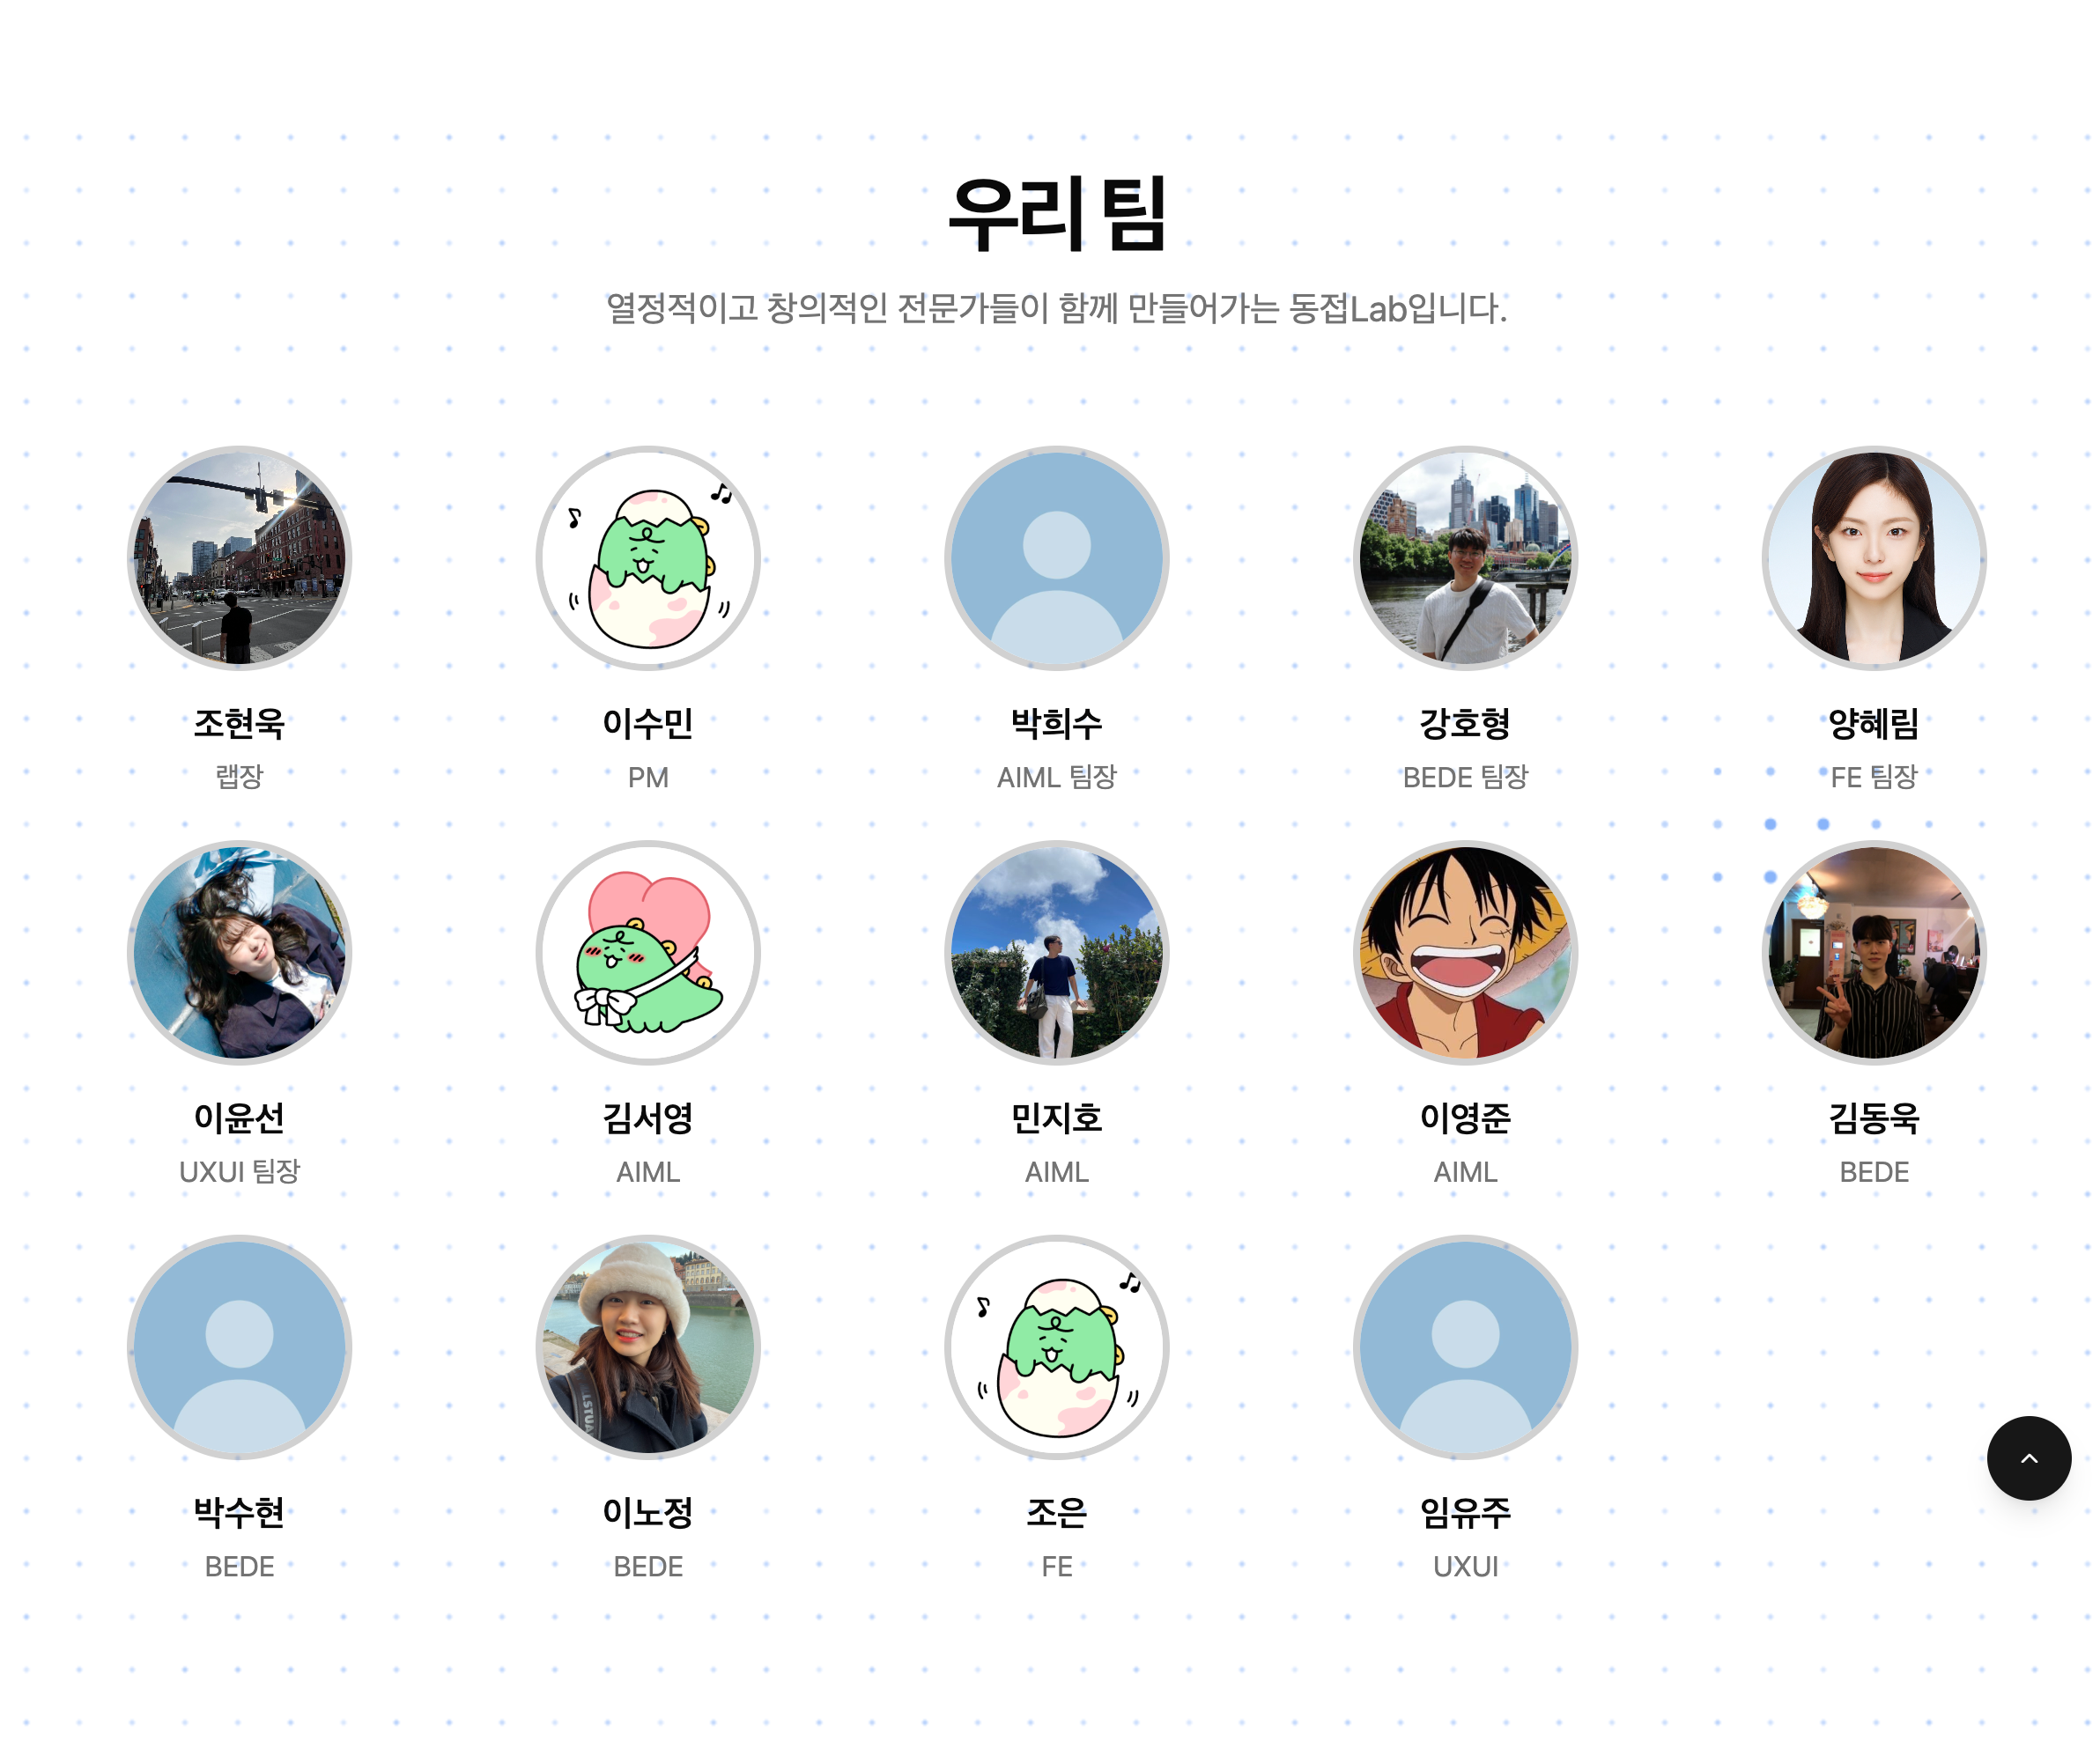 우리 팀
열정적이고 창의적인 전문가들이 함께 만들어가는 동접Lab입니다.
조현욱
랩장
이수민
PM
박희수
AIML 팀장
강호형
BEDE 팀장
양혜림
FE 팀장
이윤선
UXUI 팀장
김서영
AIML
민지호
AIML
이영준
AIML
김동욱
BEDE
박수현
BEDE
이노정
BEDE
조은
FE
임유주
UXUI